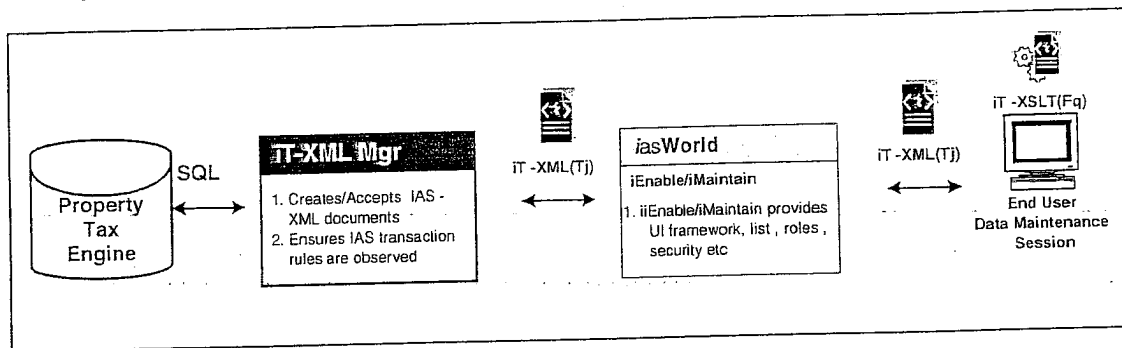 Property
Tax
Engine
SQL
iT-XML Mgr
1. Creates/Accepts IAS -
XML documents
2. Ensures IAS transaction
rules are observed
<i>
iT -XML(Tj)
iasWorld
iEnable/iMaintain
1. iiEnable/iMaintain provides
UI framework, list , roles ,
security etc
<i>
iT -XML(Tj)
<i>
iT -XSLT(Fq)
End User
Data Maintenance
Session